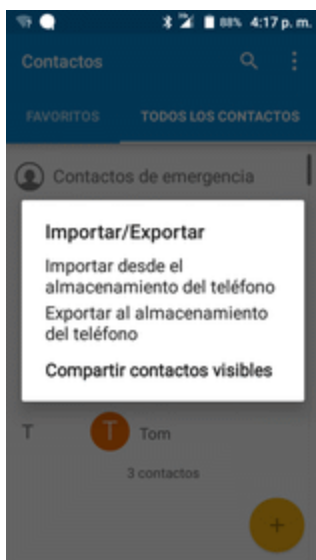 88% 4:17 p. m.
Contactos
FAVORITOS TODOS LOS CONTACTOS
Contactos de emergencia
Importar/Exportar
Importar desde el
almacenamiento del teléfono
Exportar al almacenamiento
del teléfono
Compartir contactos visibles
T T Tom
3 contactos